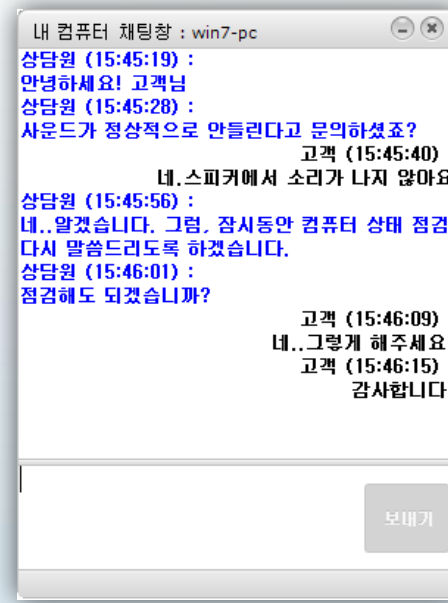 내 컴퓨터 채팅창 : win7-pc
상담원 (15:45:19) :
안녕하세요! 고객님
상담원 (15:45:28) :
사운드가 정상적으로 안들린다고 문의하셨죠?
고객 (15:45:40)
네.스피커에서 소리가 나지 않아요
상담원 (15:45:56) :
네..알겠습니다. 그럼, 잠시동안 컴퓨터 상태 점검
다시 말씀드리도록 하겠습니다.
상담원 (15:46:01) :
점검해도 되겠습니까?
고객 (15:46:09)
네..그렇게 해주세요
고객 (15:46:15)
감사합니다
보내기